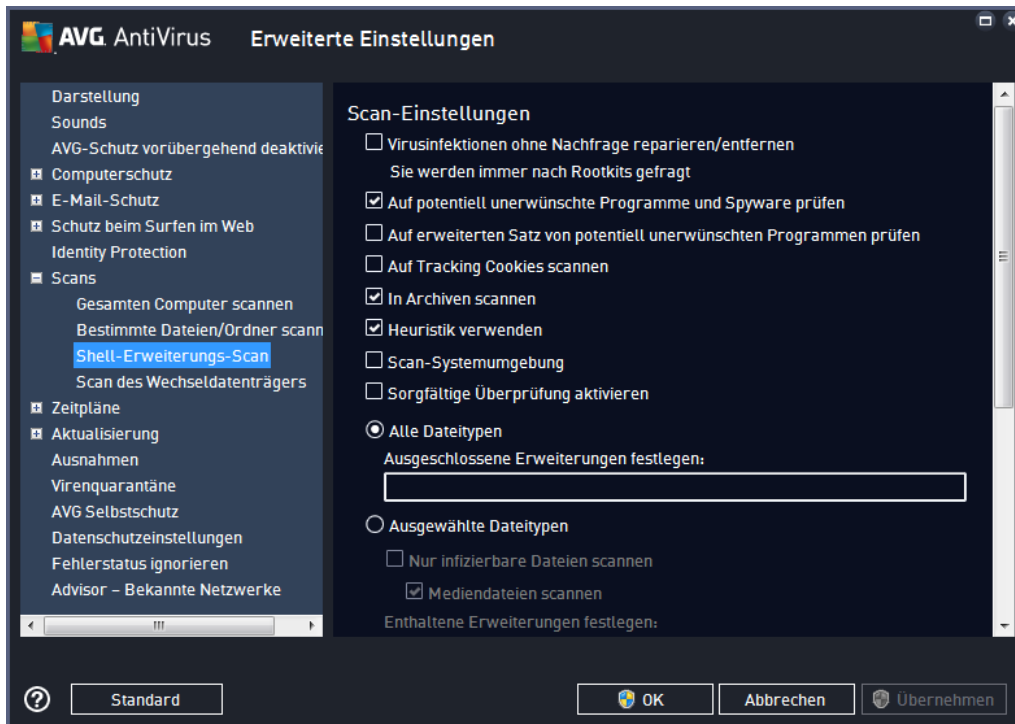 AVG. AntiVirus Erweiterte Einstellungen
Darstellung
Sounds
AVG-Schutz vorübergehend deaktivie
Computerschutz
E-Mail-Schutz
Schutz beim Surfen im Web
Identity Protection
Scans
Gesamten Computer scannen
Bestimmte Dateien/Ordner scann
Shell-Erweiterungs-Scan
Scan des Wechseldatenträgers
Zeitpläne
Aktualisierung
Ausnahmen
Virenquarantäne
AVG Selbstschutz
Datenschutzeinstellungen
Fehlerstatus ignorieren
Advisor – Bekannte Netzwerke
Scan-Einstellungen
Virusinfektionen ohne Nachfrage reparieren/entfernen
Sie werden immer nach Rootkits gefragt
Auf potentiell unerwünschte Programme und Spyware prüfen
Auf erweiterten Satz von potentiell unerwünschten Programmen prüfen
Auf Tracking Cookies scannen
In Archiven scannen
Heuristik verwenden
Scan-Systemumgebung
Sorgfältige Überprüfung aktivieren
Alle Dateitypen
Ausgeschlossene Erweiterungen festlegen:
Ausgewählte Dateitypen
Nur infizierbare Dateien scannen
Mediendateien scannen
Enthaltene Erweiterungen festlegen:
? Standard OK Abbrechen Übernehmen